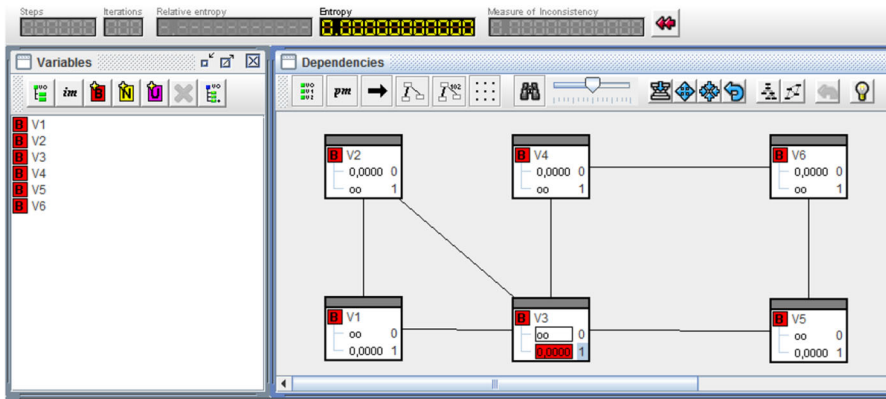 Steps Iterations Relative entropy Entropy Measure of Inconsistency
Variables
Dependencies
im
pm
B V1
B V2
B V3
B V4
B V5
B V6
B V2
0,0000 0
oo 1
B V4
0,0000 0
oo 1
B V6
0,0000 0
oo 1
B V1
oo 0
0,0000 1
B V3
oo 0
0,0000 1
B V5
oo 0
0,0000 1